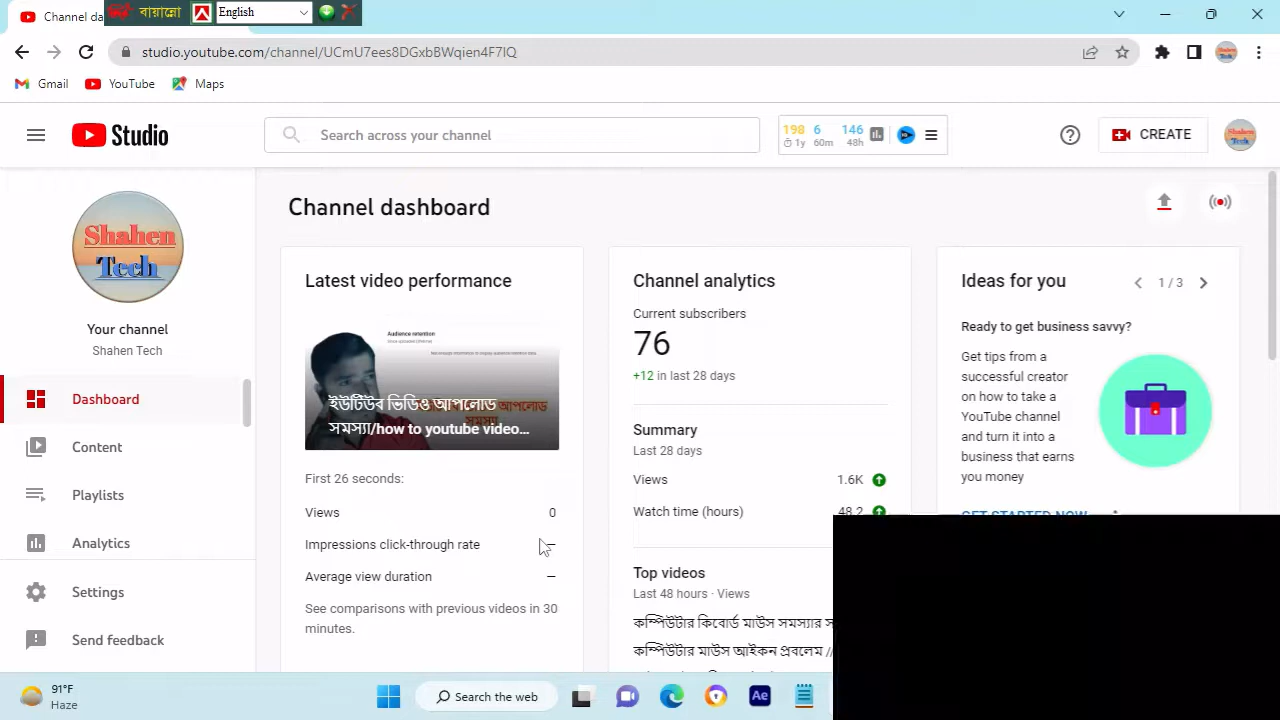 Channel da
বায়ান্নো
English
studio.youtube.com/channel/UCmU7ees8DGxbBWqien4F7IQ
Gmail
YouTube
Maps
Studio
Search across your channel
198 6 146
1y 60m 48h
CREATE
Shahen
Tech
Your channel
Shahen Tech
Dashboard
Content
Playlists
Analytics
Settings
Send feedback
Channel dashboard
Latest video performance
Audience retention
ইউটিউব ভিডিও আপলোড
সমস্যা/how to youtube video...
First 26 seconds:
Views 0
Impressions click-through rate –
Average view duration –
See comparisons with previous videos in 30
minutes.
Channel analytics
Current subscribers
76
+12 in last 28 days
Summary
Last 28 days
Views 1.6K
Watch time (hours) 48.2
Top videos
Last 48 hours · Views
কম্পিউটার কিবোর্ড মাউস সমস্যার স
কম্পিউটার মাউস আইকন প্রবলেম //
Ideas for you
1 / 3
Ready to get business savvy?
Get tips from a
successful creator
on how to take a
YouTube channel
and turn it into a
business that earns
you money
GET STARTED NOW
91°F
Haze
Search the web
Ae